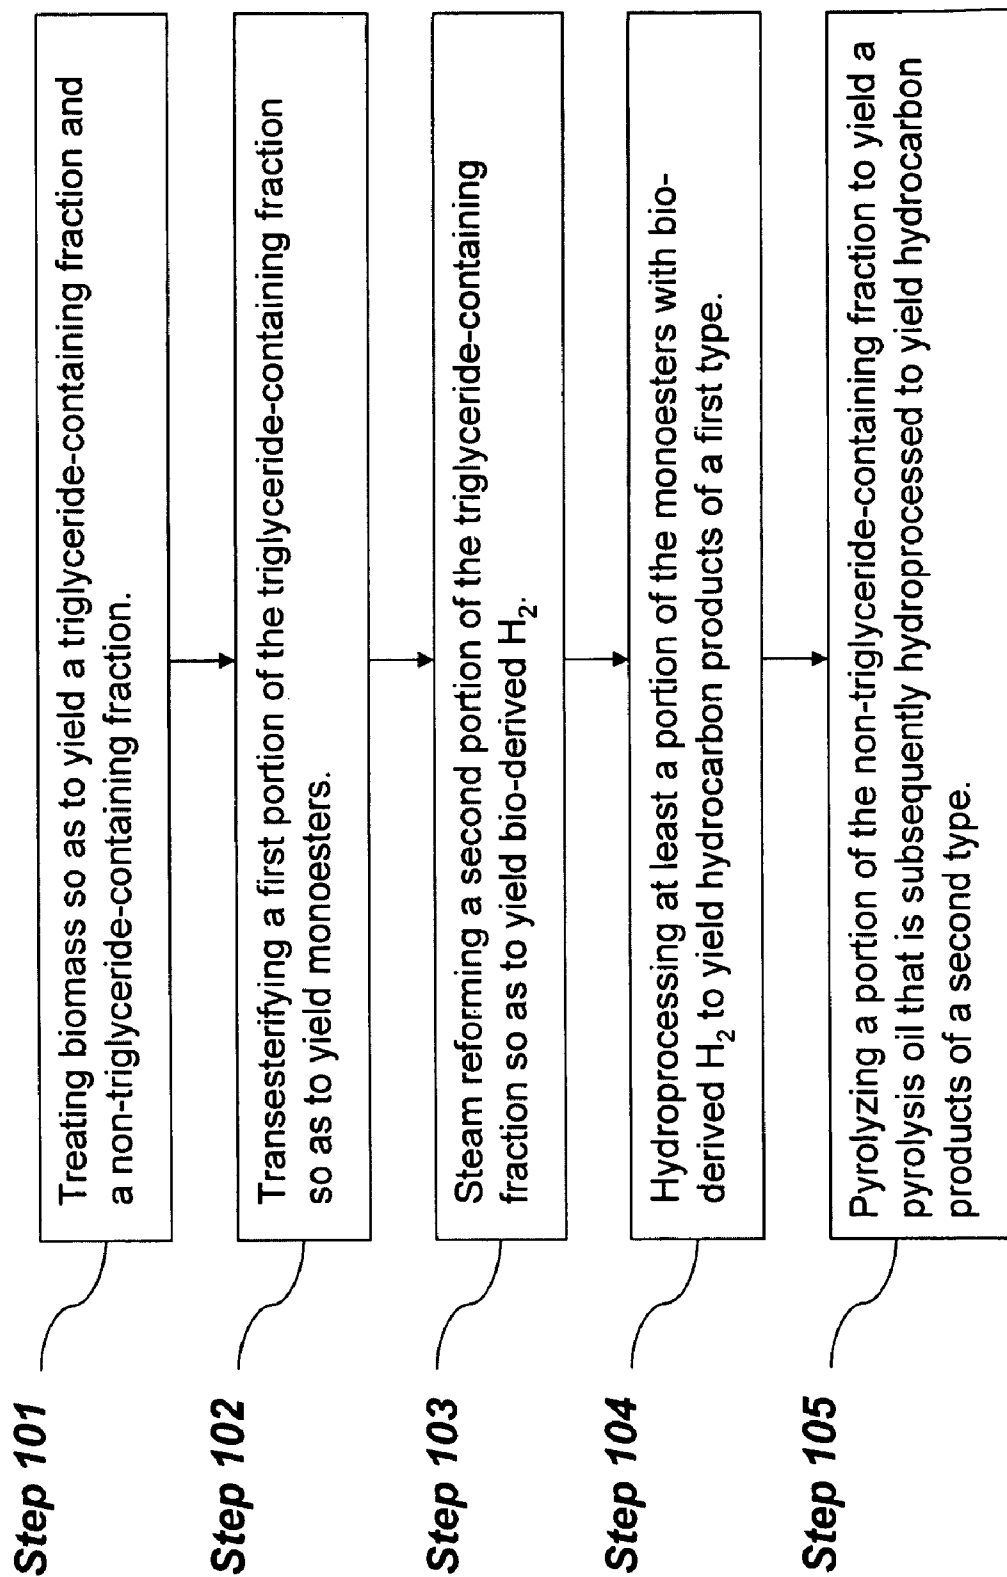 Step 101
Treating biomass so as to yield a triglyceride-containing fraction and
a non-triglyceride-containing fraction.
Step 102
Transesterifying a first portion of the triglyceride-containing fraction
so as to yield monoesters.
Step 103
Steam reforming a second portion of the triglyceride-containing
fraction so as to yield bio-derived H₂.
Step 104
Hydroprocessing at least a portion of the monoesters with bio-
derived H₂ to yield hydrocarbon products of a first type.
Step 105
Pyrolyzing a portion of the non-triglyceride-containing fraction to yield a
pyrolysis oil that is subsequently hydroprocessed to yield hydrocarbon
products of a second type.